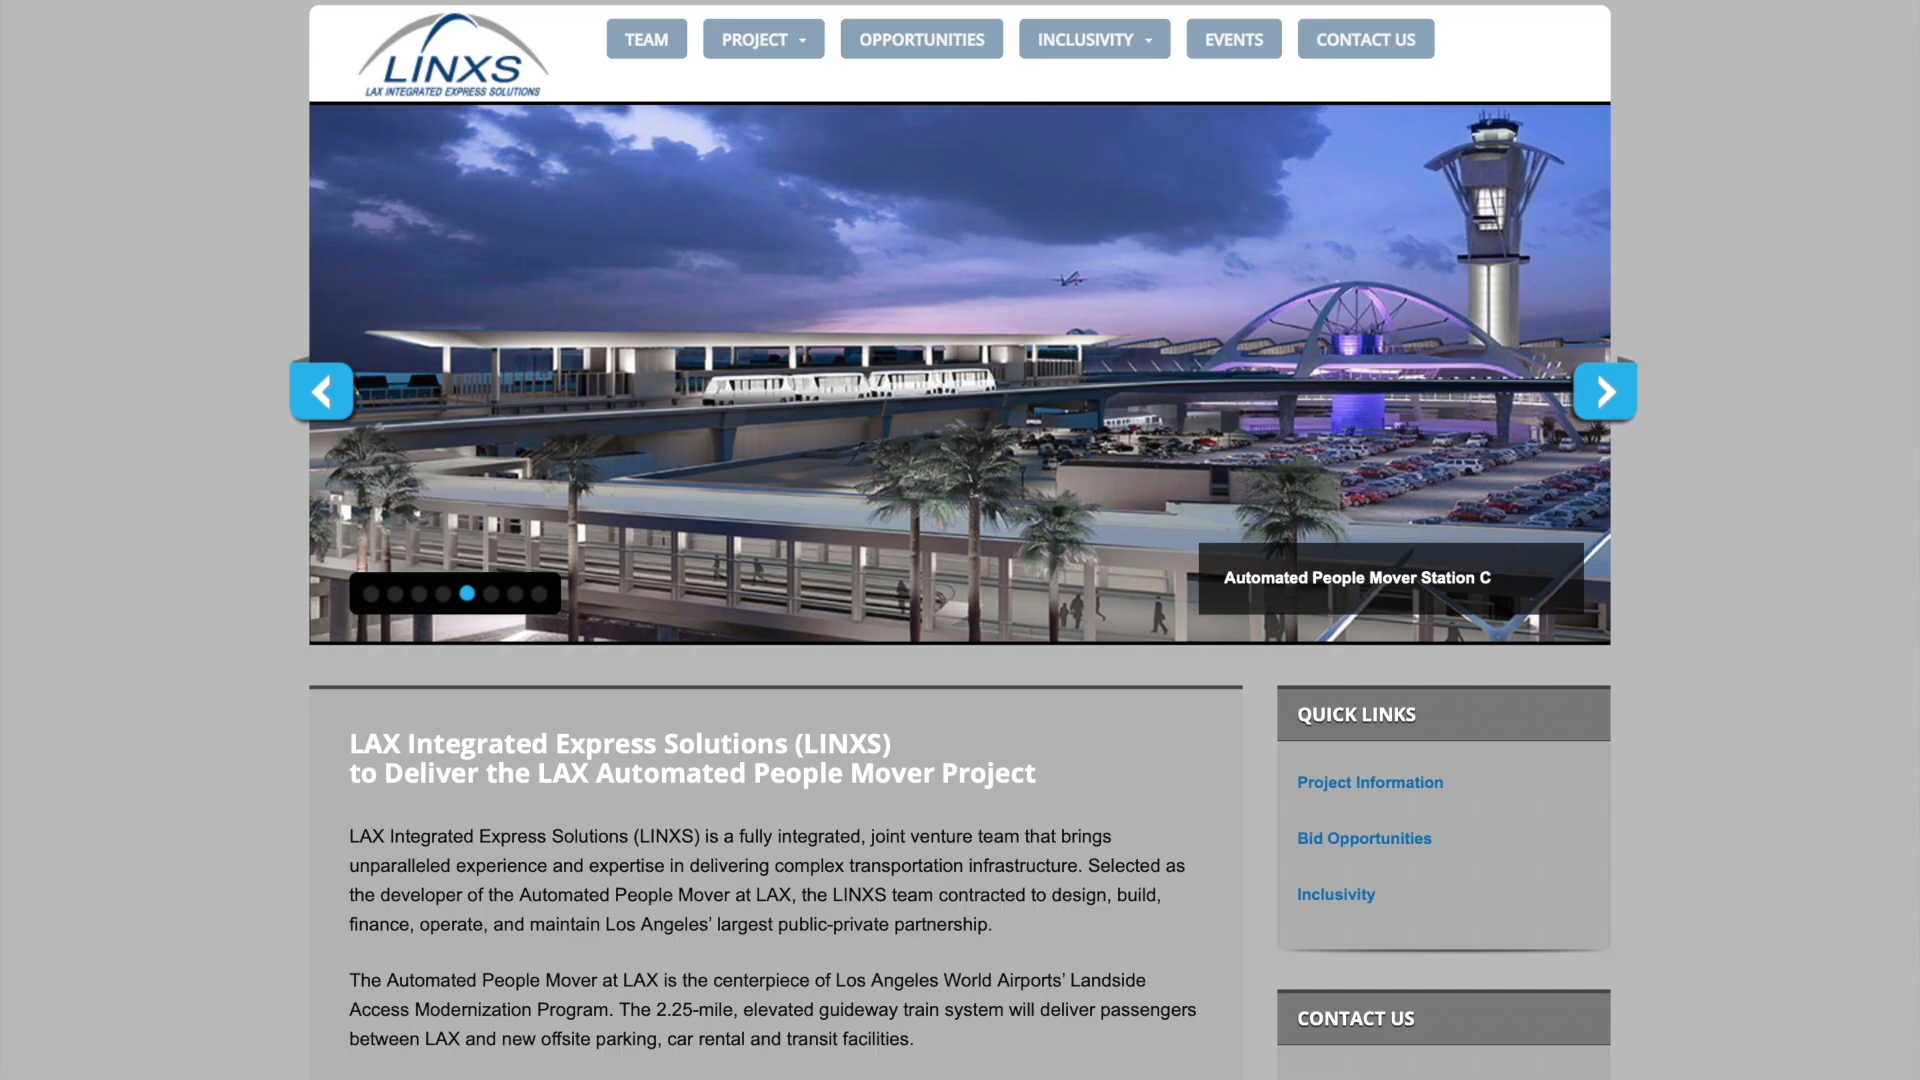 LINXS
LAX INTEGRATED EXPRESS SOLUTIONS
TEAM
PROJECT
OPPORTUNITIES
INCLUSIVITY
EVENTS
CONTACT US
Automated People Mover Station C
LAX Integrated Express Solutions (LINXS)
to Deliver the LAX Automated People Mover Project
LAX Integrated Express Solutions (LINXS) is a fully integrated, joint venture team that brings
unparalleled experience and expertise in delivering complex transportation infrastructure. Selected as
the developer of the Automated People Mover at LAX, the LINXS team contracted to design, build,
finance, operate, and maintain Los Angeles’ largest public-private partnership.
The Automated People Mover at LAX is the centerpiece of Los Angeles World Airports’ Landside
Access Modernization Program. The 2.25-mile, elevated guideway train system will deliver passengers
between LAX and new offsite parking, car rental and transit facilities.
QUICK LINKS
Project Information
Bid Opportunities
Inclusivity
CONTACT US